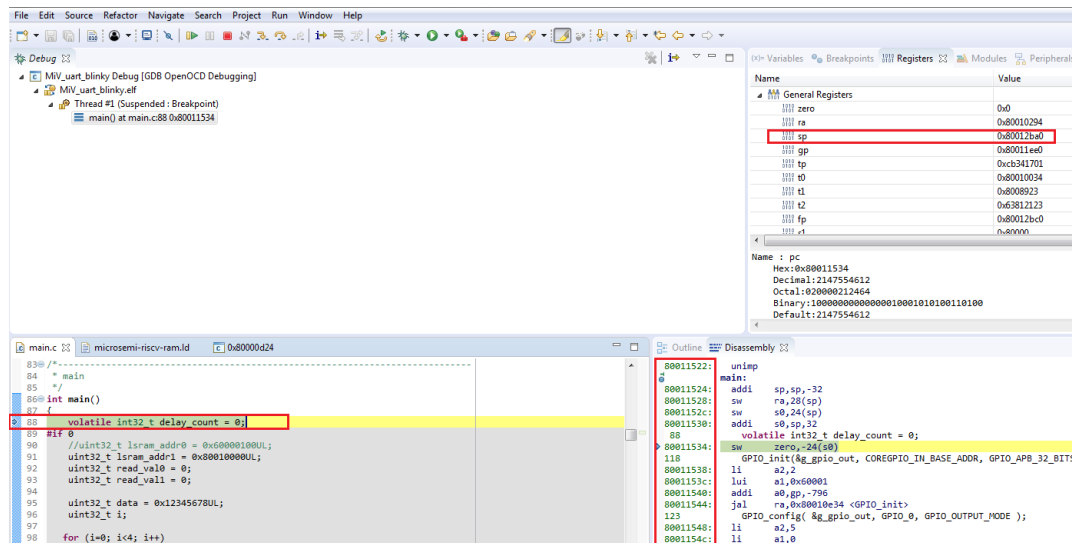 File Edit Source Refactor Navigate Search Project Run Window Help
Debug
MiV_uart_blinky Debug [GDB OpenOCD Debugging]
MiV_uart_blinky.elf
Thread #1 (Suspended : Breakpoint)
main() at main.c:88 0x80011534
(x)= Variables Breakpoints Registers Modules Peripherals
Name Value
General Registers
zero 0x0
ra 0x80010294
sp 0x80012ba0
gp 0x80011ee0
tp 0xcb341701
t0 0x80010034
t1 0x8008923
t2 0x63812123
fp 0x80012bc0
s1 0x80000
Name : pc
Hex:0x80011534
Decimal:2147554612
Octal:020000212464
Binary:10000000000000010001010100110100
Default:2147554612
main.c microsemi-riscv-ram.ld 0x80000d24
83 /*-------------------------------------------------------------------------
84 * main
85 */
86 int main()
87 {
88 volatile int32_t delay_count = 0;
89 #if 0
90 //uint32_t lsram_addr0 = 0x60000100UL;
91 uint32_t lsram_addr1 = 0x80010000UL;
92 uint32_t read_val0 = 0;
93 uint32_t read_val1 = 0;
94
95 uint32_t data = 0x12345678UL;
96 uint32_t i;
97
98 for (i=0; i<4; i++)
Outline Disassembly
80011522: unimp
main:
80011524: addi sp,sp,-32
80011528: sw ra,28(sp)
8001152c: sw s0,24(sp)
80011530: addi s0,sp,32
88 volatile int32_t delay_count = 0;
80011534: sw zero,-24(s0)
118 GPIO_init(&g_gpio_out, COREGPIO_IN_BASE_ADDR, GPIO_APB_32_BITS
80011538: li a2,2
8001153c: lui a1,0x60001
80011540: addi a0,gp,-796
80011544: jal ra,0x80010e34 <GPIO_init>
123 GPIO_config( &g_gpio_out, GPIO_0, GPIO_OUTPUT_MODE );
80011548: li a2,5
8001154c: li a1,0